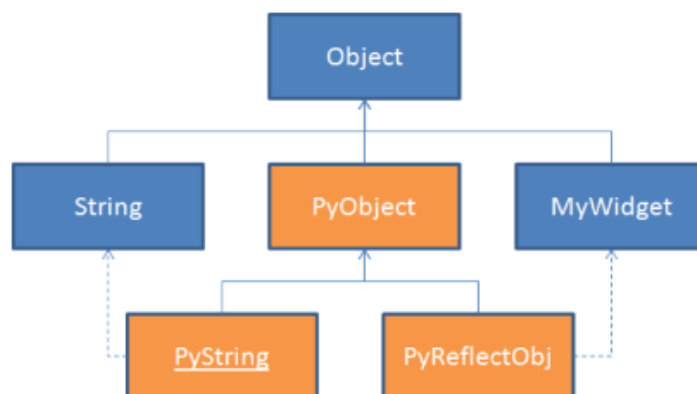 Object
String
PyObject
MyWidget
PyString
PyReflectObj